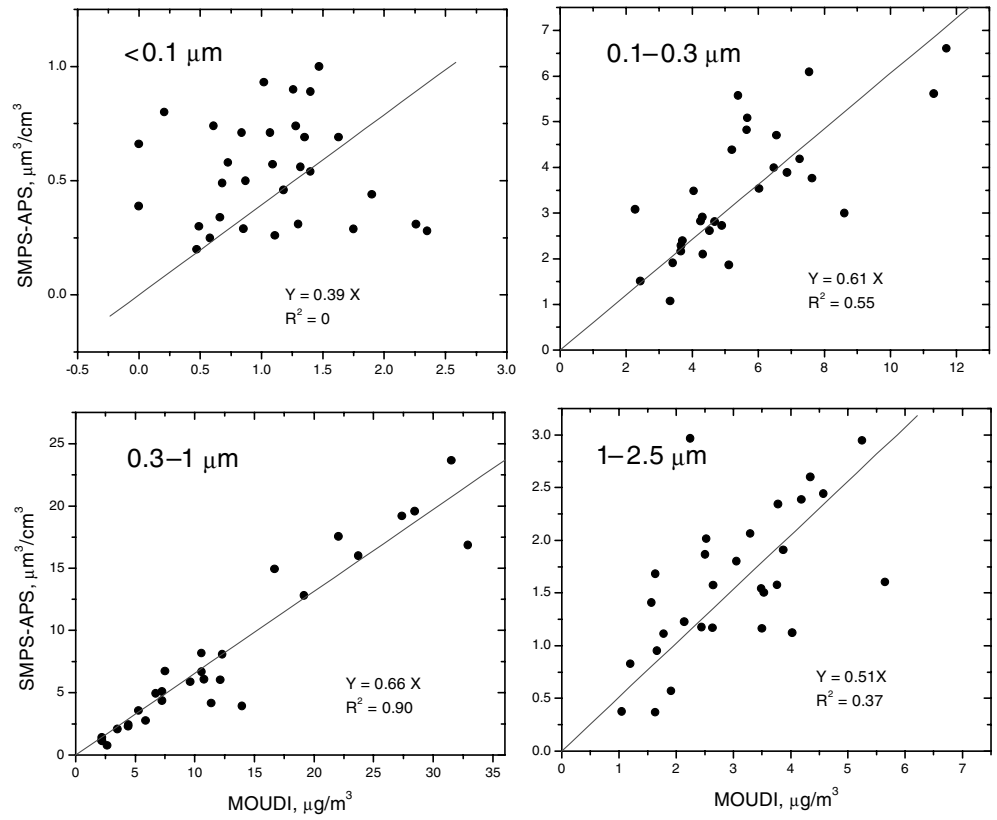 <0.1 μm
SMPS-APS, μm³/cm³
1.0
0.5
0.0
Y = 0.39 X
R² = 0
-0.5 0.0 0.5 1.0 1.5 2.0 2.5 3.0
0.1–0.3 μm
7
6
5
4
3
2
1
0
Y = 0.61 X
R² = 0.55
0 2 4 6 8 10 12
0.3–1 μm
SMPS-APS, μm³/cm³
25
20
15
10
5
0
Y = 0.66 X
R² = 0.90
0 5 10 15 20 25 30 35
MOUDI, μg/m³
1–2.5 μm
3.0
2.5
2.0
1.5
1.0
0.5
0.0
Y = 0.51X
R² = 0.37
0 1 2 3 4 5 6 7
MOUDI, μg/m³